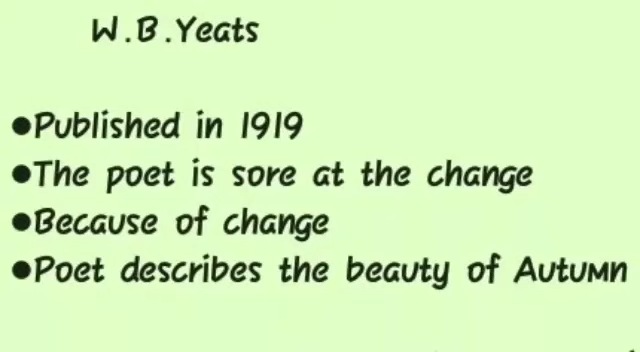 W.B.Yeats
●Published in 1919
●The poet is sore at the change
●Because of change
●Poet describes the beauty of Autumn